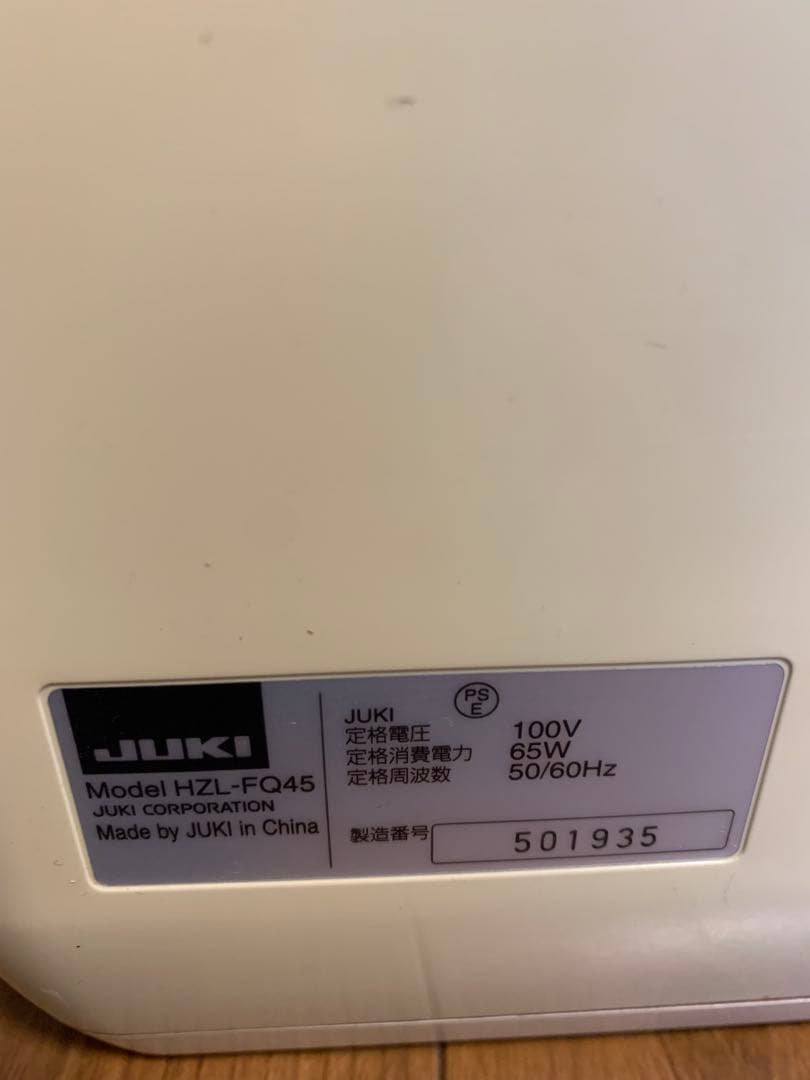 JUKI
Model HZL-FQ45
JUKI CORPORATION
Made by JUKI in China
JUKI
PS
E
定格電圧 100V
定格消費電力 65W
定格周波数 50/60Hz
製造番号 501935